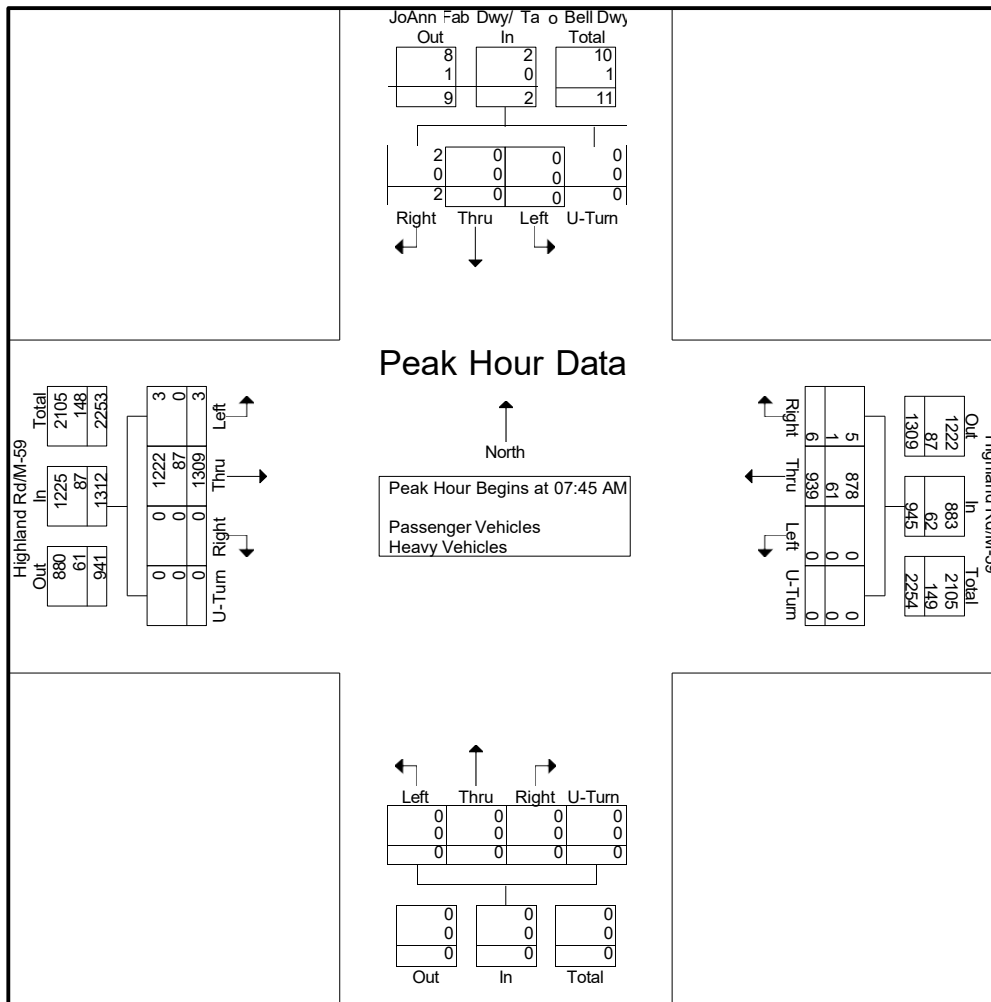 JoAnn Fab Dwy/ Ta o Bell Dwy
Out In Total
8 2 10
1 0 1
9 2 11
2 0 0 0
0 0 0 0
2 0 0 0
Right Thru Left U-Turn
Peak Hour Data
North
Peak Hour Begins at 07:45 AM
Passenger Vehicles
Heavy Vehicles
Highland Rd/M-59
Out In Total
880 1225 2105
61 87 148
941 1312 2253
3 1222 0 0
0 87 0 0
3 1309 0 0
Left Thru Right U-Turn
Highland Rd/M-59
Out In Total
1222 883 2105
87 62 149
1309 945 2254
5 878 0 0
1 61 0 0
6 939 0 0
Right Thru Left U-Turn
Left Thru Right U-Turn
0 0 0 0
0 0 0 0
0 0 0 0
0 0 0
0 0 0
0 0 0
Out In Total